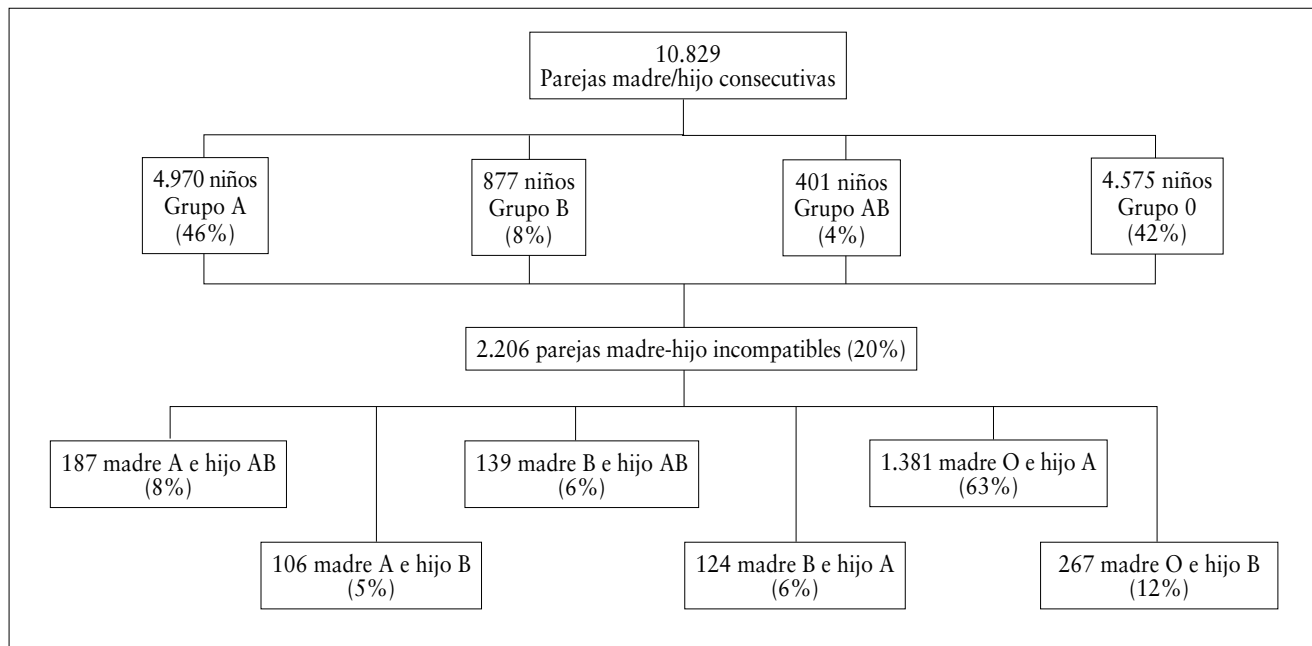 10.829
Parejas madre/hijo consecutivas
4.970 niños
Grupo A
(46%)
877 niños
Grupo B
(8%)
401 niños
Grupo AB
(4%)
4.575 niños
Grupo 0
(42%)
2.206 parejas madre-hijo incompatibles (20%)
187 madre A e hijo AB
(8%)
139 madre B e hijo AB
(6%)
1.381 madre O e hijo A
(63%)
106 madre A e hijo B
(5%)
124 madre B e hijo A
(6%)
267 madre O e hijo B
(12%)